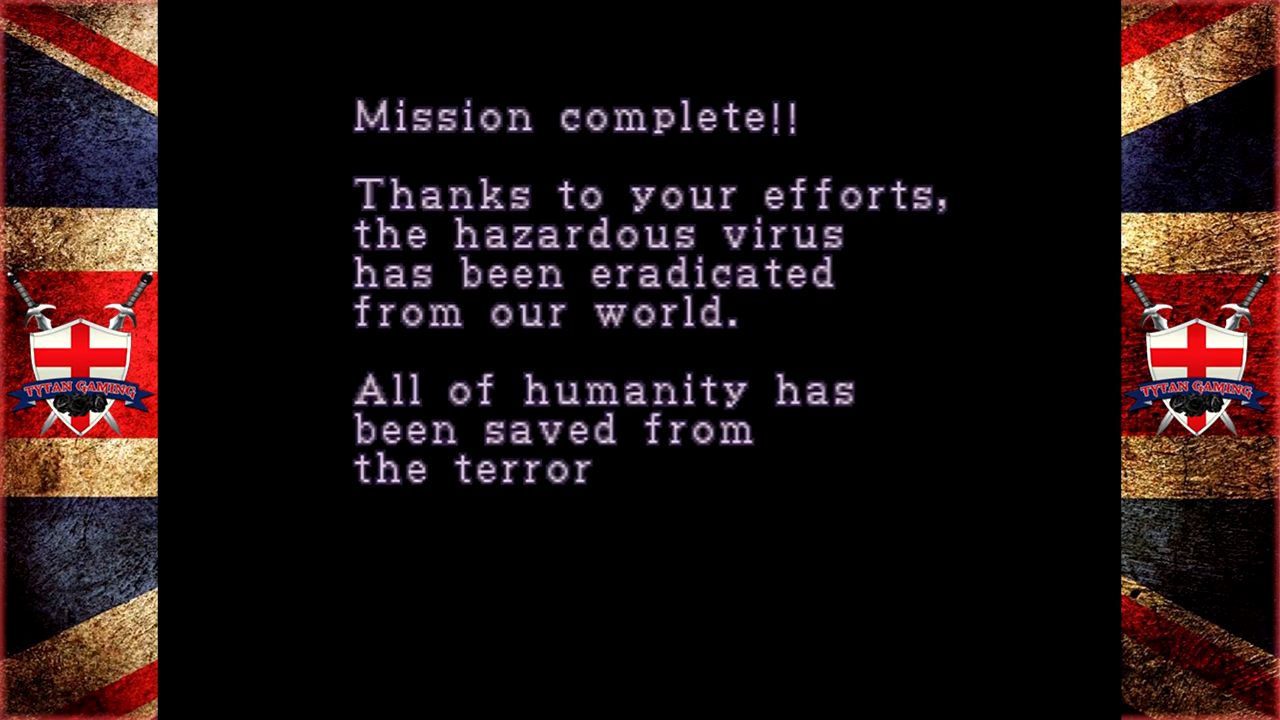 Mission complete!!
Thanks to your efforts,
the hazardous virus
has been eradicated
from our world.
All of humanity has
been saved from
the terror
TYTAN GAMING
TYTAN GAMING